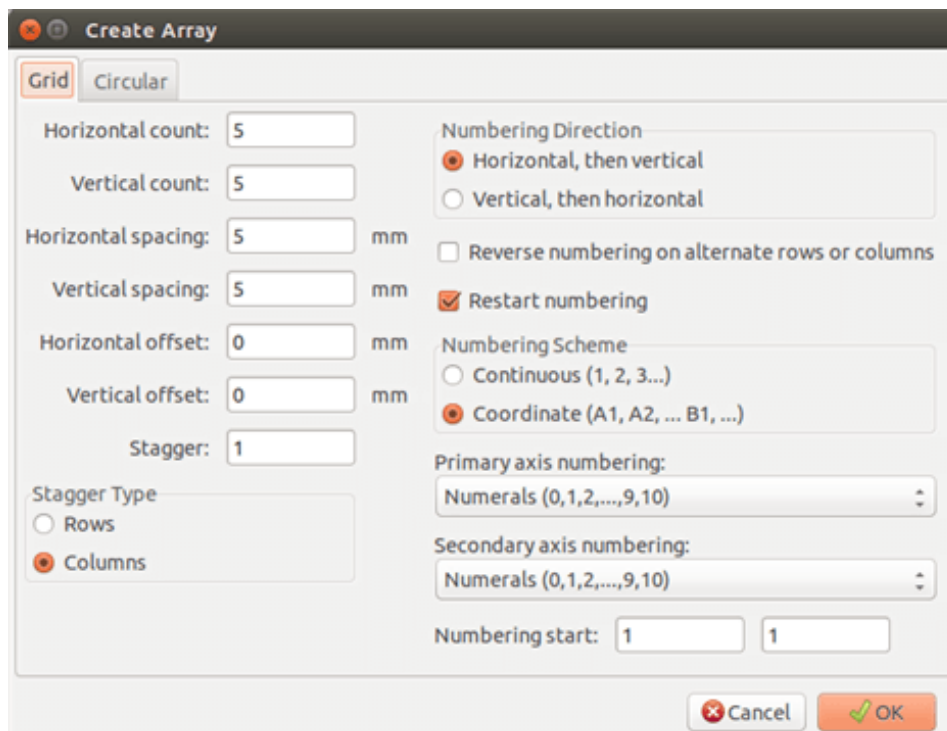 Create Array
Grid
Circular
Horizontal count: 5
Vertical count: 5
Horizontal spacing: 5 mm
Vertical spacing: 5 mm
Horizontal offset: 0 mm
Vertical offset: 0 mm
Stagger: 1
Stagger Type
Rows
Columns
Numbering Direction
Horizontal, then vertical
Vertical, then horizontal
Reverse numbering on alternate rows or columns
Restart numbering
Numbering Scheme
Continuous (1, 2, 3...)
Coordinate (A1, A2, ... B1, ...)
Primary axis numbering:
Numerals (0,1,2,...,9,10)
Secondary axis numbering:
Numerals (0,1,2,...,9,10)
Numbering start: 1 1
Cancel
OK